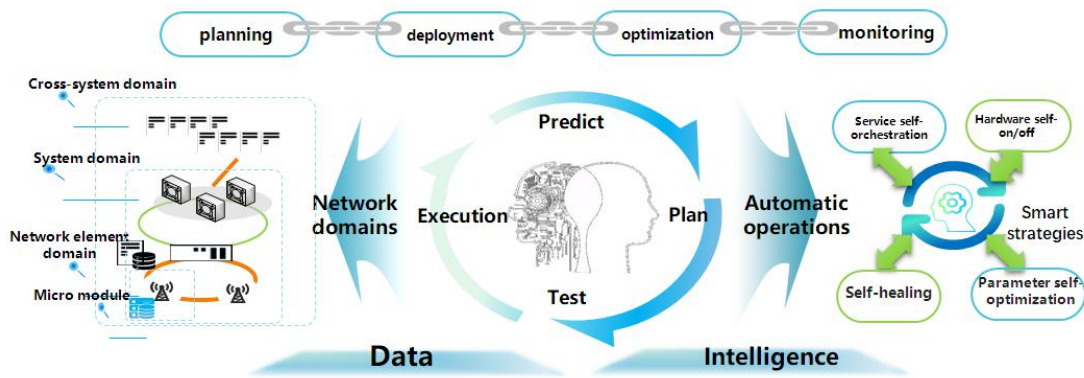 planning
deployment
optimization
monitoring
Cross-system domain
System domain
Network element
domain
Micro module
Network
domains
Predict
Execution
Plan
Test
Automatic
operations
Service self-
orchestration
Hardware self-
on/off
Smart
strategies
Self-healing
Parameter self-
optimization
Data
Intelligence